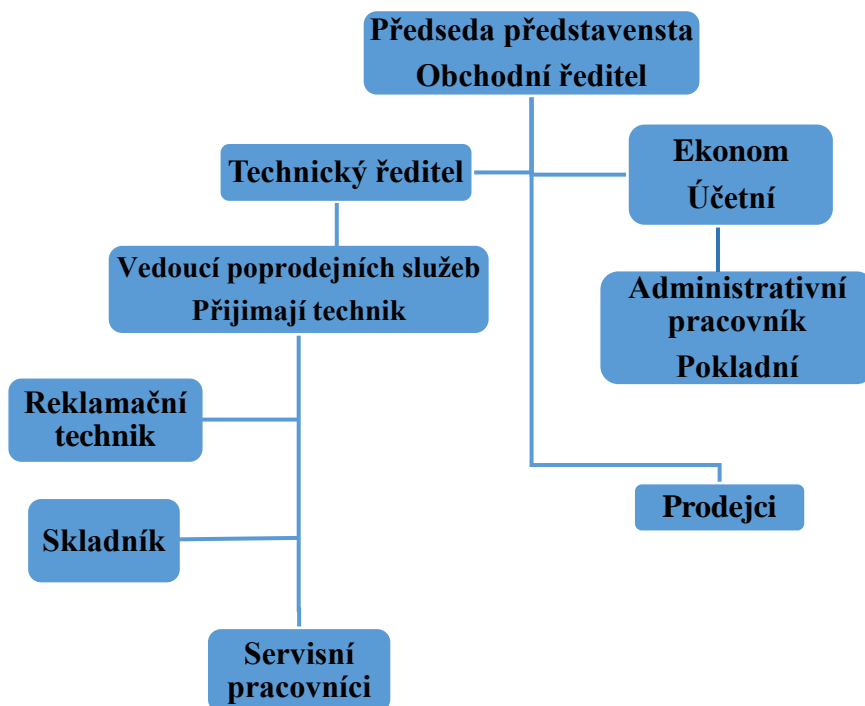 Předseda představensta
Obchodní ředitel
Technický ředitel
Ekonom
Účetní
Vedoucí poprodejních služeb
Přijimají technik
Administrativní
pracovník
Pokladní
Reklamační
technik
Prodejci
Skladník
Servisní
pracovníci